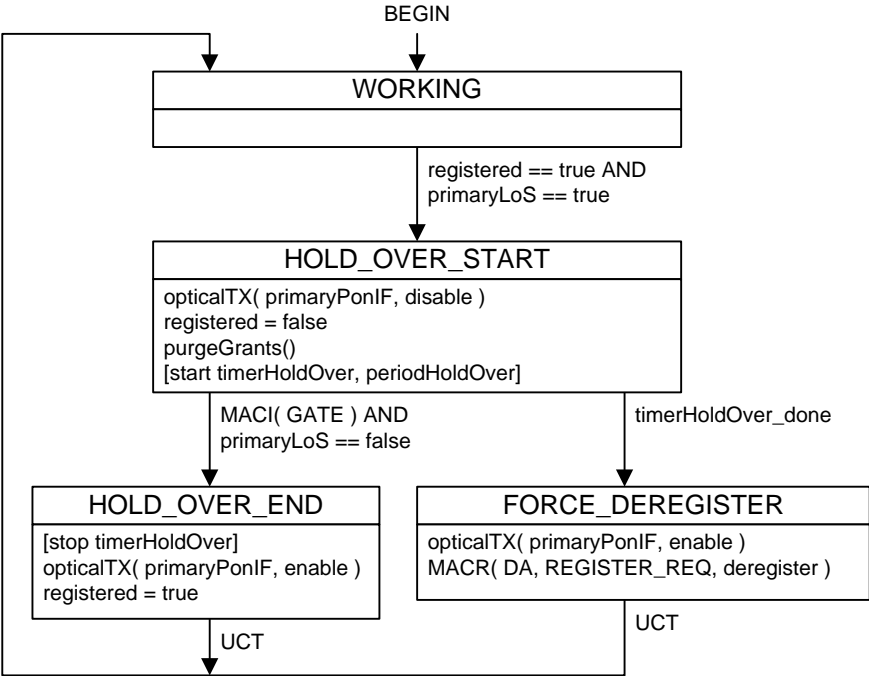 BEGIN
WORKING
registered == true AND
primaryLoS == true
HOLD_OVER_START
opticalTX( primaryPonIF, disable )
registered = false
purgeGrants()
[start timerHoldOver, periodHoldOver]
MACI( GATE ) AND
primaryLoS == false
timerHoldOver_done
HOLD_OVER_END
[stop timerHoldOver]
opticalTX( primaryPonIF, enable )
registered = true
UCT
FORCE_DEREGISTER
opticalTX( primaryPonIF, enable )
MACR( DA, REGISTER_REQ, deregister )
UCT